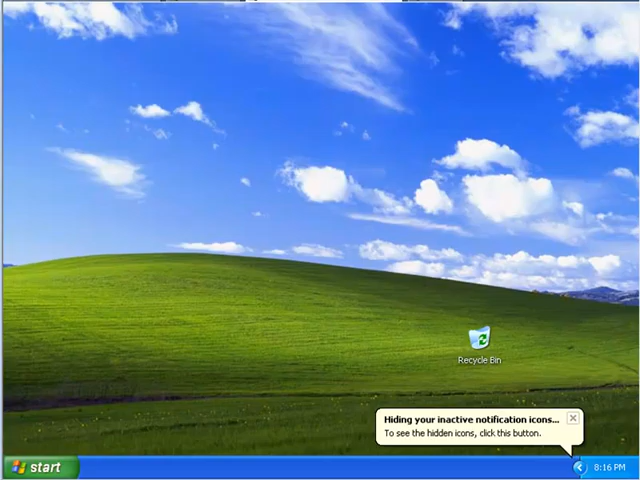 Recycle Bin
Hiding your inactive notification icons...
To see the hidden icons, click this button.
start
8:16 PM